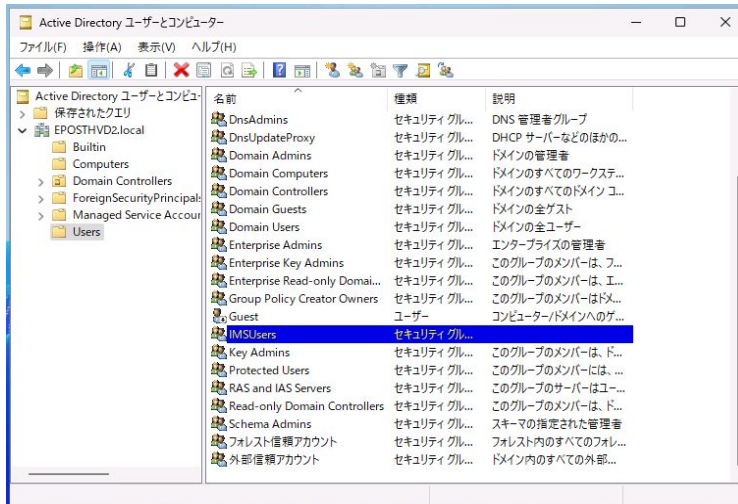 Active Directory ユーザーとコンピューター
ファイル(F) 操作(A) 表示(V) ヘルプ(H)
Active Directory ユーザーとコンピュ-
保存されたクエリ
EPOSTHVD2.local
Builtin
Computers
Domain Controllers
ForeignSecurityPrincipals
Managed Service Accour
Users
名前 種類 説明
DnsAdmins セキュリティ グル... DNS 管理者グループ
DnsUpdateProxy セキュリティ グル... DHCP サーバーなどのほかの...
Domain Admins セキュリティ グル... ドメインの管理者
Domain Computers セキュリティ グル... ドメインのすべてのワークステ...
Domain Controllers セキュリティ グル... ドメインのすべてのドメイン コ...
Domain Guests セキュリティ グル... ドメインの全ゲスト
Domain Users セキュリティ グル... ドメインの全ユーザー
Enterprise Admins セキュリティ グル... エンタープライズの管理者
Enterprise Key Admins セキュリティ グル... このグループのメンバーは、フ...
Enterprise Read-only Domai... セキュリティ グル... このグループのメンバーは、エ...
Group Policy Creator Owners セキュリティ グル... このグループのメンバーはドメ...
Guest ユーザー コンピューター/ドメインへのゲ...
IMSUsers セキュリティ グル...
Key Admins セキュリティ グル... このグループのメンバーは、ド...
Protected Users セキュリティ グル... このグループのメンバーには、...
RAS and IAS Servers セキュリティ グル... このグループのサーバーはユー...
Read-only Domain Controllers セキュリティ グル... このグループのメンバーは、ド...
Schema Admins セキュリティ グル... スキーマの指定された管理者
フォレスト信頼アカウント セキュリティ グル... フォレスト内のすべてのフォレ...
外部信頼アカウント セキュリティ グル... ドメイン内のすべての外部...